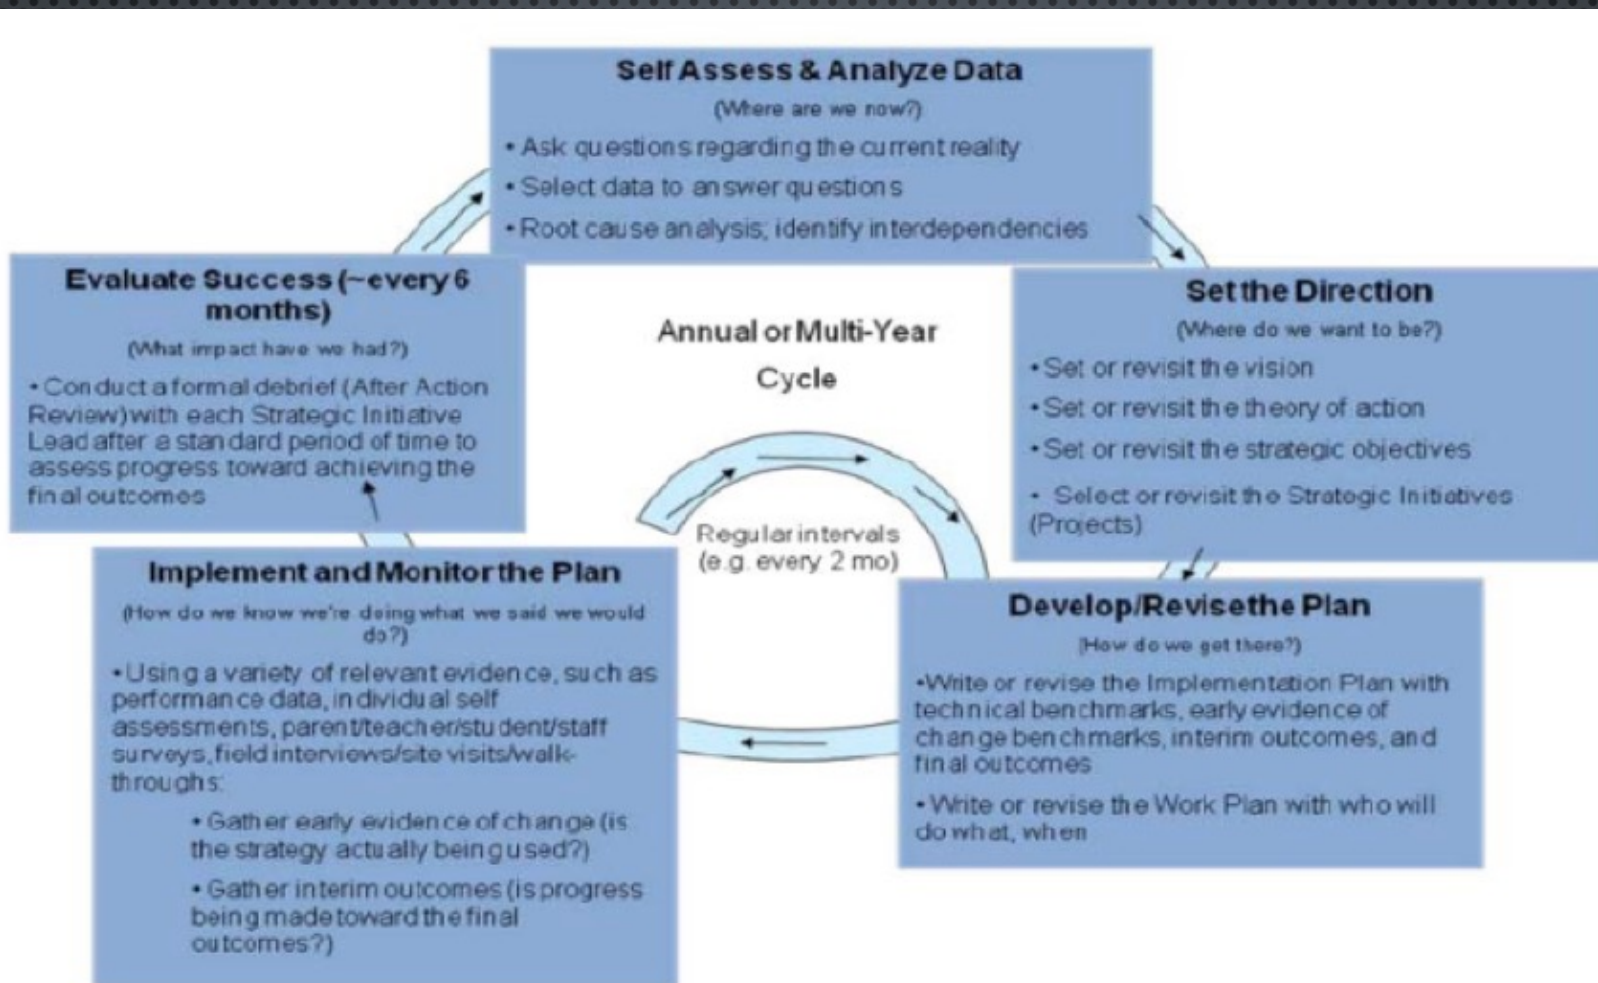 Self Assess & Analyze Data
(Where are we now?)
• Ask questions regarding the current reality
• Select data to answer questions
• Root cause analysis; identify interdependencies
Set the Direction
(Where do we want to be?)
• Set or revisit the vision
• Set or revisit the theory of action
• Set or revisit the strategic objectives
• Select or revisit the Strategic Initiatives
(Projects)
Develop/Revise the Plan
(How do we get there?)
• Write or revise the Implementation Plan with
technical benchmarks, early evidence of
change benchmarks, interim outcomes, and
final outcomes
• Write or revise the Work Plan with who will
do what, when
Implement and Monitor the Plan
(How do we know we're doing what we said we would
do?)
• Using a variety of relevant evidence, such as
performance data, individual self
assessments, parent/teacher/student/staff
surveys, field interviews/site visits/walk-
throughs:
• Gather early evidence of change (is
the strategy actually being used?)
• Gather interim outcomes (is progress
being made toward the final
outcomes?)
Evaluate Success (~every 6
months)
(What impact have we had?)
• Conduct a formal debrief (After Action
Review) with each Strategic Initiative
Lead after a standard period of time to
assess progress toward achieving the
final outcomes
Annual or Multi-Year
Cycle
Regular intervals
(e.g. every 2 mo)